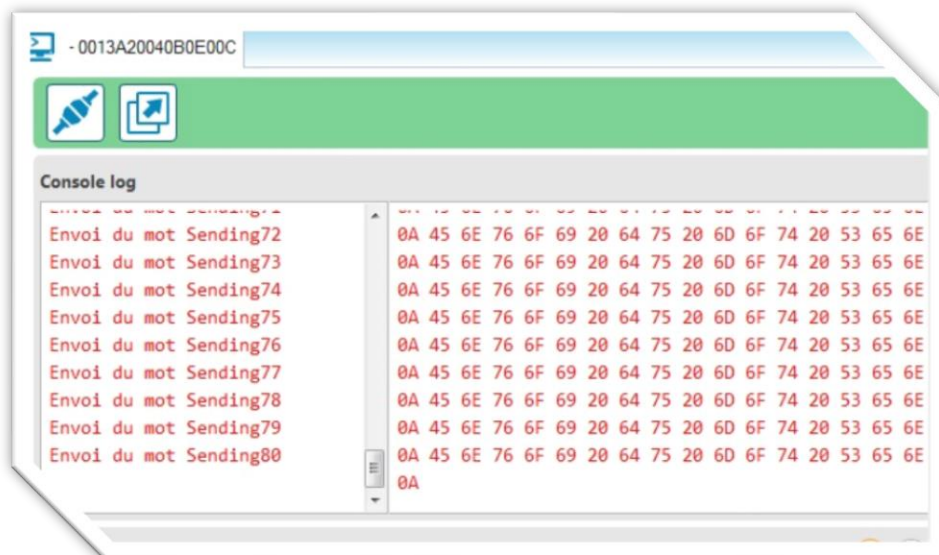 - 0013A20040B0E00C
Console log
Envoi du mot Sending71
Envoi du mot Sending72
Envoi du mot Sending73
Envoi du mot Sending74
Envoi du mot Sending75
Envoi du mot Sending76
Envoi du mot Sending77
Envoi du mot Sending78
Envoi du mot Sending79
Envoi du mot Sending80
0A 45 6E 76 6F 69 20 64 75 20 6D 6F 74 20 53 65 6E
0A 45 6E 76 6F 69 20 64 75 20 6D 6F 74 20 53 65 6E
0A 45 6E 76 6F 69 20 64 75 20 6D 6F 74 20 53 65 6E
0A 45 6E 76 6F 69 20 64 75 20 6D 6F 74 20 53 65 6E
0A 45 6E 76 6F 69 20 64 75 20 6D 6F 74 20 53 65 6E
0A 45 6E 76 6F 69 20 64 75 20 6D 6F 74 20 53 65 6E
0A 45 6E 76 6F 69 20 64 75 20 6D 6F 74 20 53 65 6E
0A 45 6E 76 6F 69 20 64 75 20 6D 6F 74 20 53 65 6E
0A 45 6E 76 6F 69 20 64 75 20 6D 6F 74 20 53 65 6E
0A